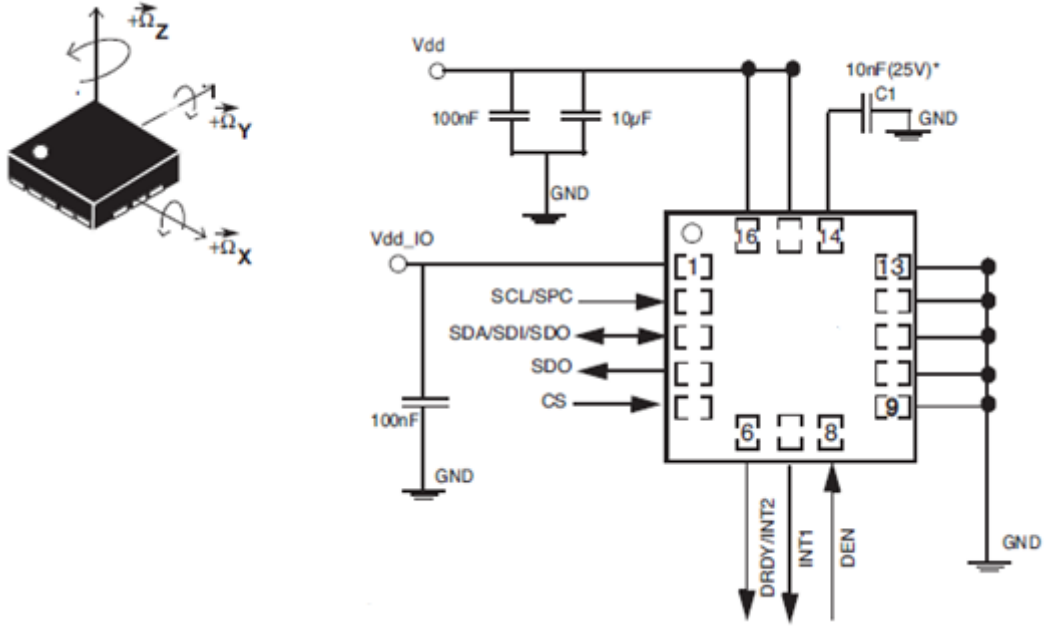 +Ω⃗Z
1
+Ω⃗Y
+Ω⃗X
Vdd
100nF
10µF
GND
10nF(25V)*
C1
GND
Vdd_IO
100nF
GND
SCL/SPC
SDA/SDI/SDO
SDO
CS
1
16
14
13
9
6
8
DRDY/INT2
INT1
DEN
GND